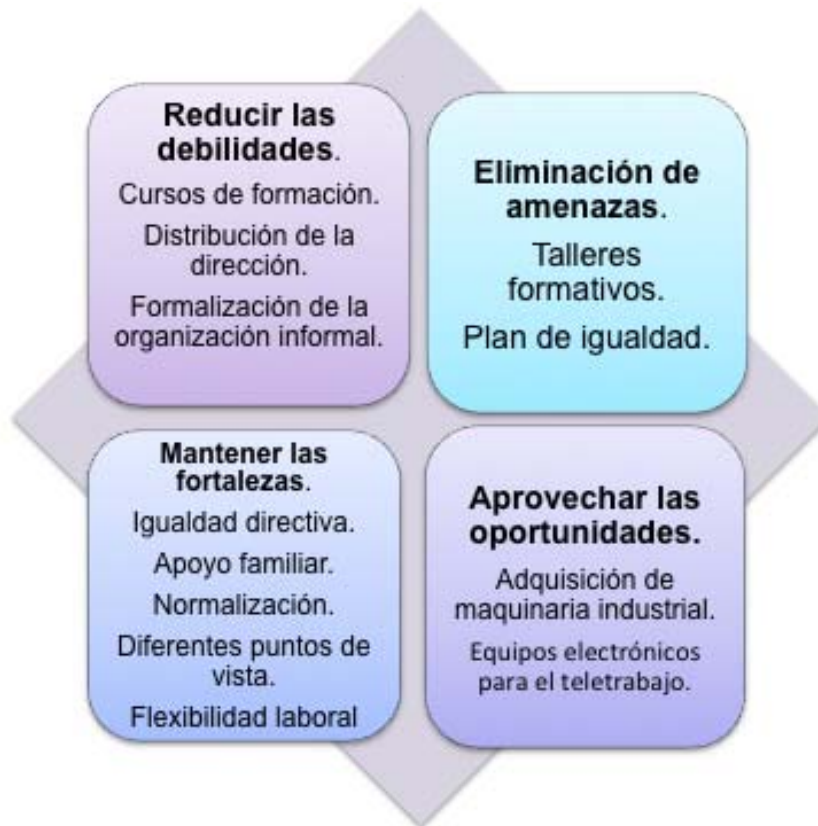 Reducir las
debilidades.
Cursos de formación.
Distribución de la
dirección.
Formalización de la
organización informal.
Eliminación de
amenazas.
Talleres
formativos.
Plan de igualdad.
Mantener las
fortalezas.
Igualdad directiva.
Apoyo familiar.
Normalización.
Diferentes puntos de
vista.
Flexibilidad laboral
Aprovechar las
oportunidades.
Adquisición de
maquinaria industrial.
Equipos electrónicos
para el teletrabajo.